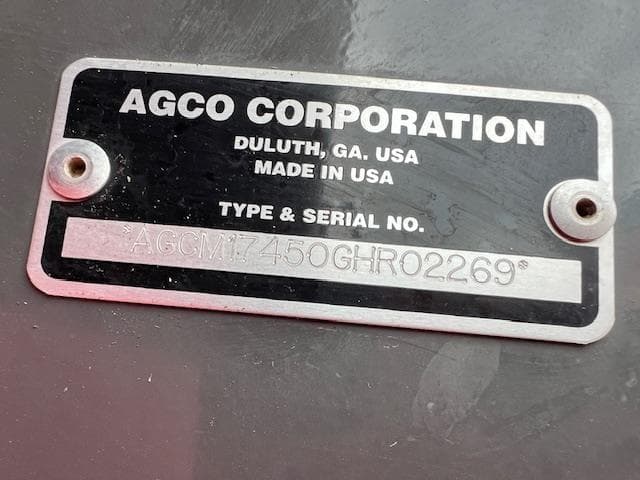 AGCO CORPORATION
DULUTH, GA. USA
MADE IN USA
TYPE & SERIAL NO.
*AGCM17450GHR02269*